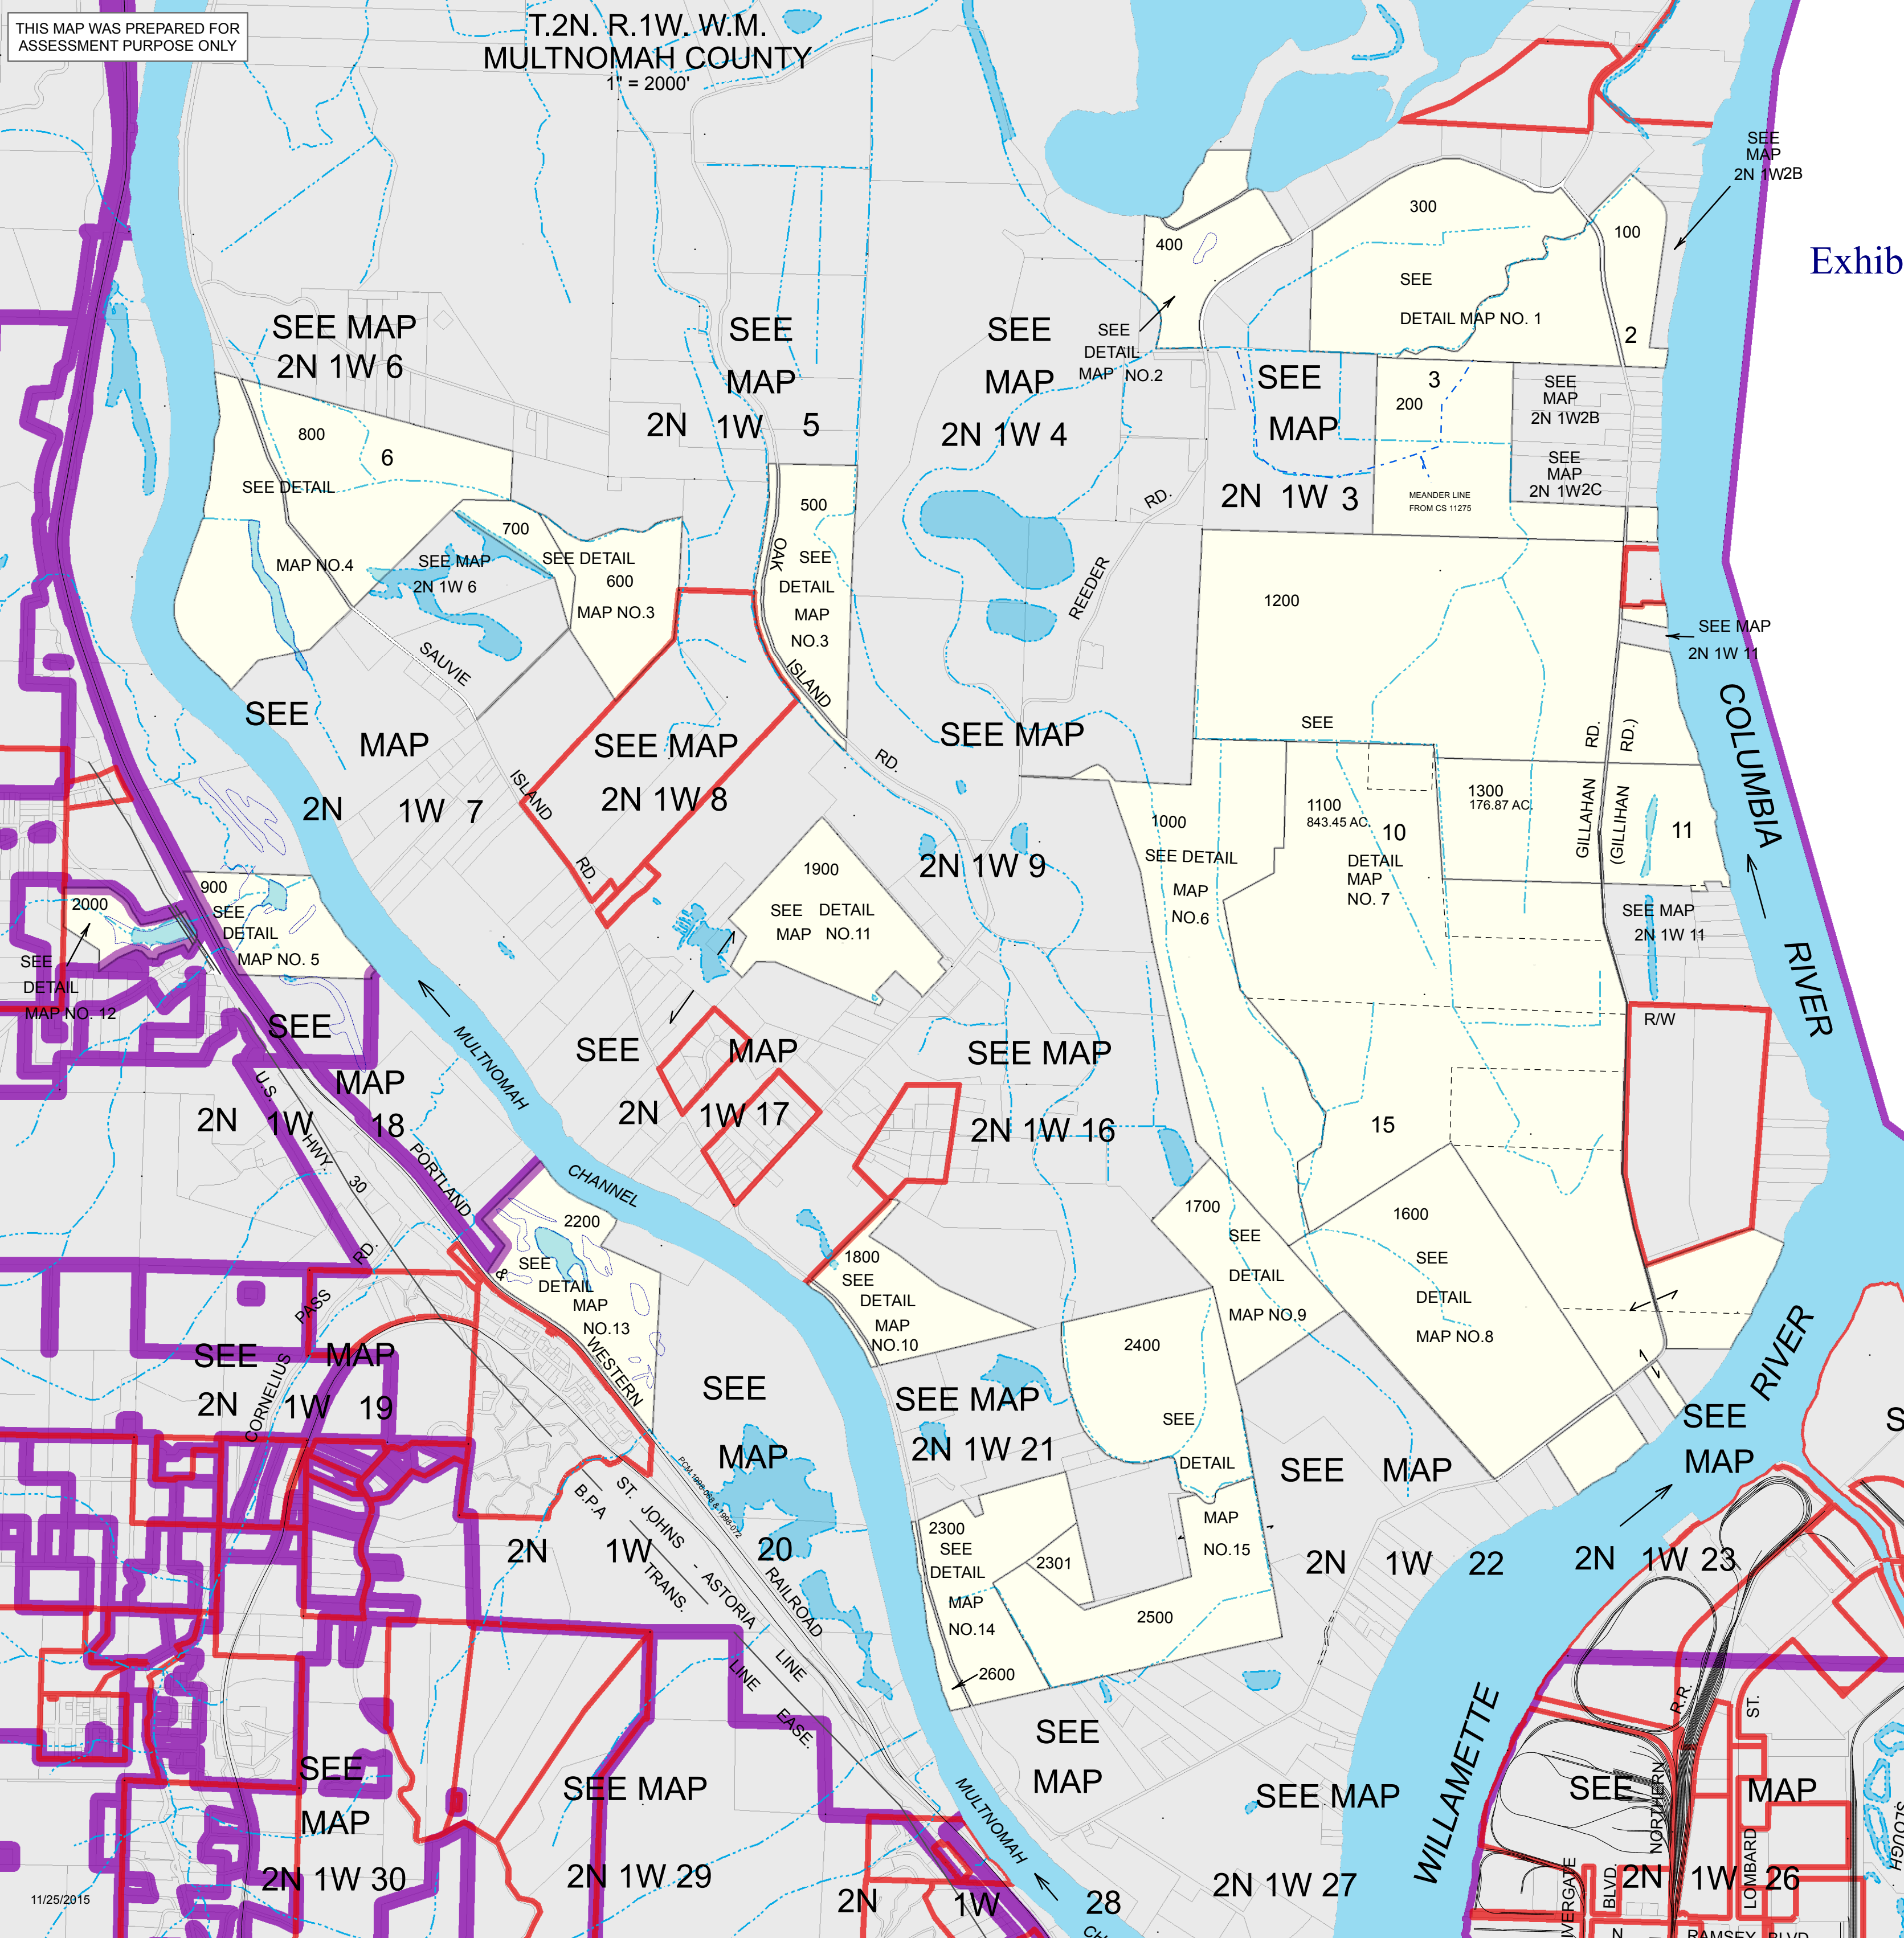 THIS MAP WAS PREPARED FOR
ASSESSMENT PURPOSE ONLY
T.2N. R.1W. W.M.
MULTNOMAH COUNTY
1" = 2000'
SEE
MAP
2N 1W2B
Exhib
300
100
400
SEE
DETAIL MAP NO. 1
2
SEE
DETAIL
MAP NO.2
SEE MAP
2N 1W 6
SEE
MAP
2N 1W 5
SEE
MAP
2N 1W 4
SEE
MAP
2N 1W 3
3
200
MEANDER LINE
FROM CS 11275
SEE
MAP
2N 1W2B
SEE
MAP
2N 1W2C
800
6
SEE DETAIL
MAP NO.4
700
SEE MAP
2N 1W 6
SEE DETAIL
600
MAP NO.3
500
SEE
DETAIL
MAP
NO.3
OAK
ISLAND
RD.
REEDER
RD.
1200
SEE
SEE MAP
2N 1W 11
SAUVIE
ISLAND
RD.
SEE
MAP
2N 1W 7
SEE MAP
2N 1W 8
SEE MAP
2N 1W 9
1000
SEE DETAIL
MAP
NO.6
1100
843.45 AC.
10
DETAIL
MAP
NO. 7
1300
176.87 AC.
GILLAHAN RD.
(GILLIHAN RD.)
11
COLUMBIA
RIVER
SEE MAP
2N 1W 11
R/W
900
SEE
DETAIL
MAP NO. 5
2000
SEE
DETAIL
MAP NO. 12
1900
SEE DETAIL
MAP NO.11
SEE
MAP
2N 1W 18
U.S.
HWY.
30
PORTLAND
&
WESTERN
RAILROAD
MULTNOMAH
CHANNEL
SEE
MAP
2N 1W 17
SEE MAP
2N 1W 16
15
2200
SEE
DETAIL
MAP
NO.13
1800
SEE
DETAIL
MAP
NO.10
1700
SEE
DETAIL
MAP NO.9
1600
SEE
DETAIL
MAP NO.8
CORNELIUS
PASS
RD.
SEE MAP
2N 1W 19
SEE
MAP
2N 1W 20
PCM 1998-068 & 1998-072
B.P.A
TRANS.
LINE
EASE.
ST. JOHNS - ASTORIA
LINE
SEE MAP
2N 1W 21
2400
SEE
DETAIL
MAP
NO.15
2300
SEE
DETAIL
MAP
NO.14
2301
2500
2600
SEE MAP
2N 1W 22
SEE
MAP
2N 1W 23
RIVER
WILLAMETTE
S
SEE
MAP
2N 1W 30
SEE MAP
2N 1W 29
SEE
MAP
2N 1W 28
SEE MAP
2N 1W 27
MULTNOMAH
CH
SEE MAP
2N 1W 26
NORTHERN
R.R.
LOMBARD
ST.
IVERGATE
BLVD.
N
RAMSEY BLVD
SLOUGH
11/25/2015